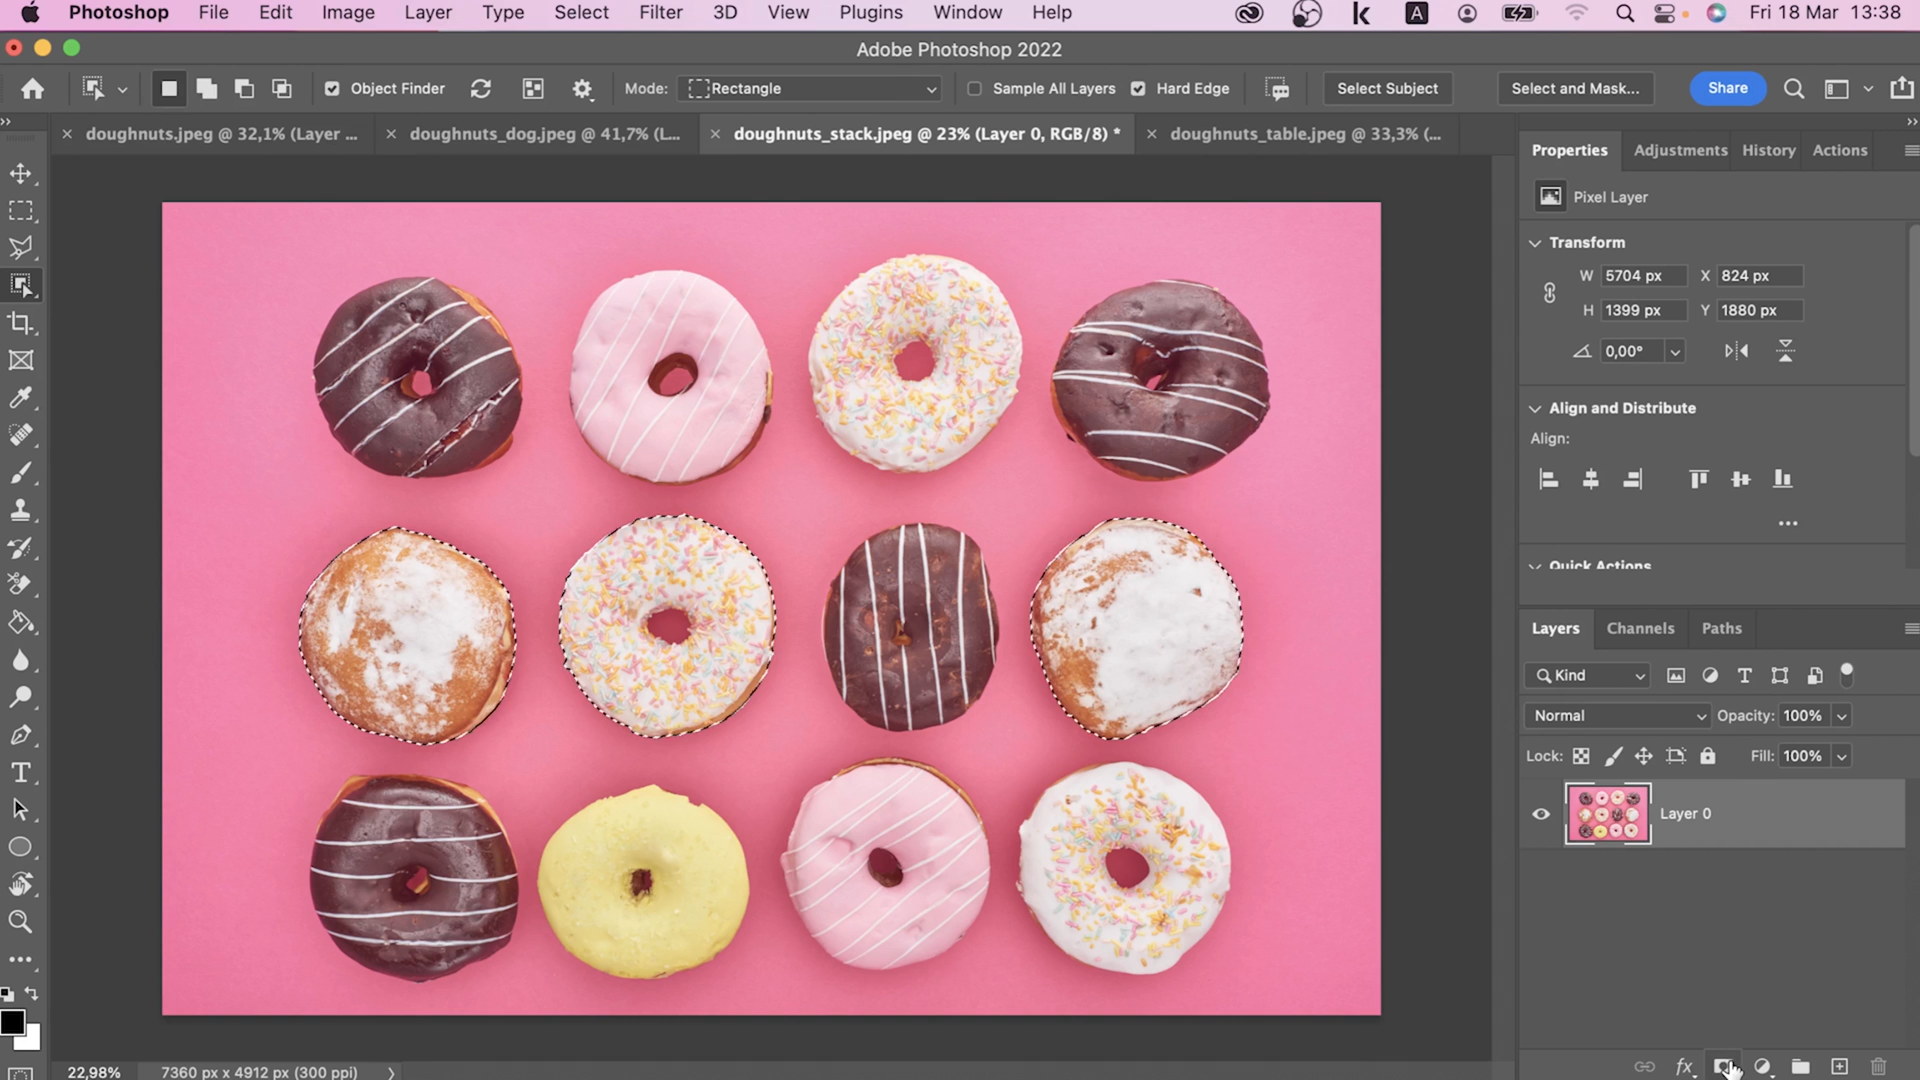 Photoshop File Edit Image Layer Type Select Filter 3D View Plugins Window Help A Fri 18 Mar 13:38
Adobe Photoshop 2022
Object Finder Mode: Rectangle Sample All Layers Hard Edge Select Subject Select and Mask... Share
doughnuts.jpeg @ 32,1% (Layer ... doughnuts_dog.jpeg @ 41,7% (L... doughnuts_stack.jpeg @ 23% (Layer 0, RGB/8) * doughnuts_table.jpeg @ 33,3% (...
Properties Adjustments History Actions
Pixel Layer
Transform
W 5704 px X 824 px
H 1399 px Y 1880 px
0,00°
Align and Distribute
Align:
Quick Actions
Layers Channels Paths
Kind
Normal Opacity: 100%
Lock: Fill: 100%
Layer 0
fx
22,98% 7360 px x 4912 px (300 ppi)